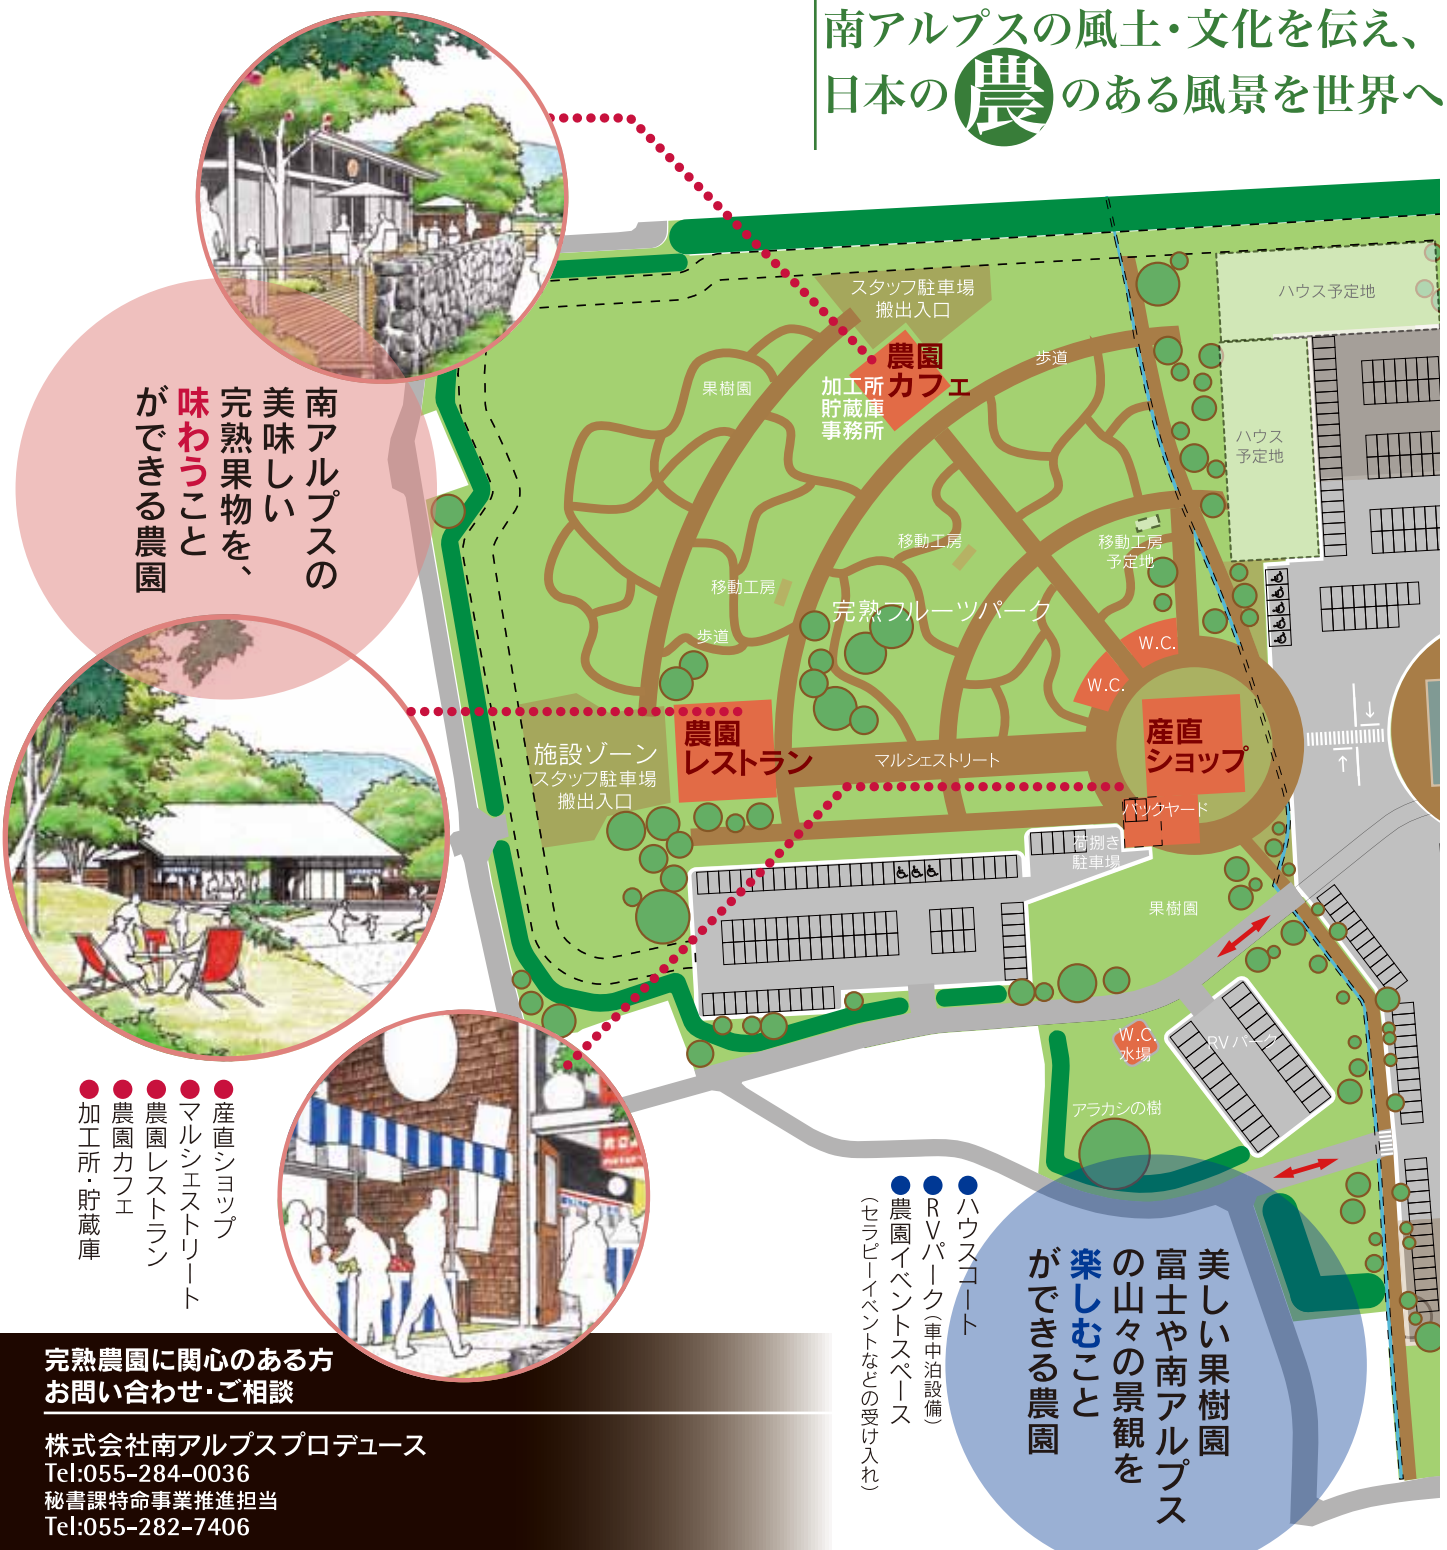 南アルプスの風土・文化を伝え、
日本の農のある風景を世界へ
南アルプスの
美味しい
完熟果物を、
味わうこと
ができる農園
スタッフ駐車場
搬出入口
ハウス予定地
農園
カフェ
加工所
貯蔵庫
事務所
歩道
果樹園
ハウス
予定地
移動工房
移動工房
予定地
移動工房
完熟フルーツパーク
歩道
W.C.
W.C.
農園
レストラン
産直
ショップ
施設ゾーン
スタッフ駐車場
搬出入口
マルシェストリート
バックヤード
荷捌き
駐車場
果樹園
W.C.
水場
RVパーク
アラカシの樹
産直ショップ
マルシェストリート
農園レストラン
農園カフェ
加工所・貯蔵庫
ハウスコート
RVパーク(車中泊設備)
農園イベントスペース
(セラピーイベントなどの受け入れ)
美しい果樹園
富士や南アルプス
の山々の景観を
楽しむこと
ができる農園
完熟農園に関心のある方
お問い合わせ・ご相談
株式会社南アルプスプロデュース
Tel:055-284-0036
秘書課特命事業推進担当
Tel:055-282-7406